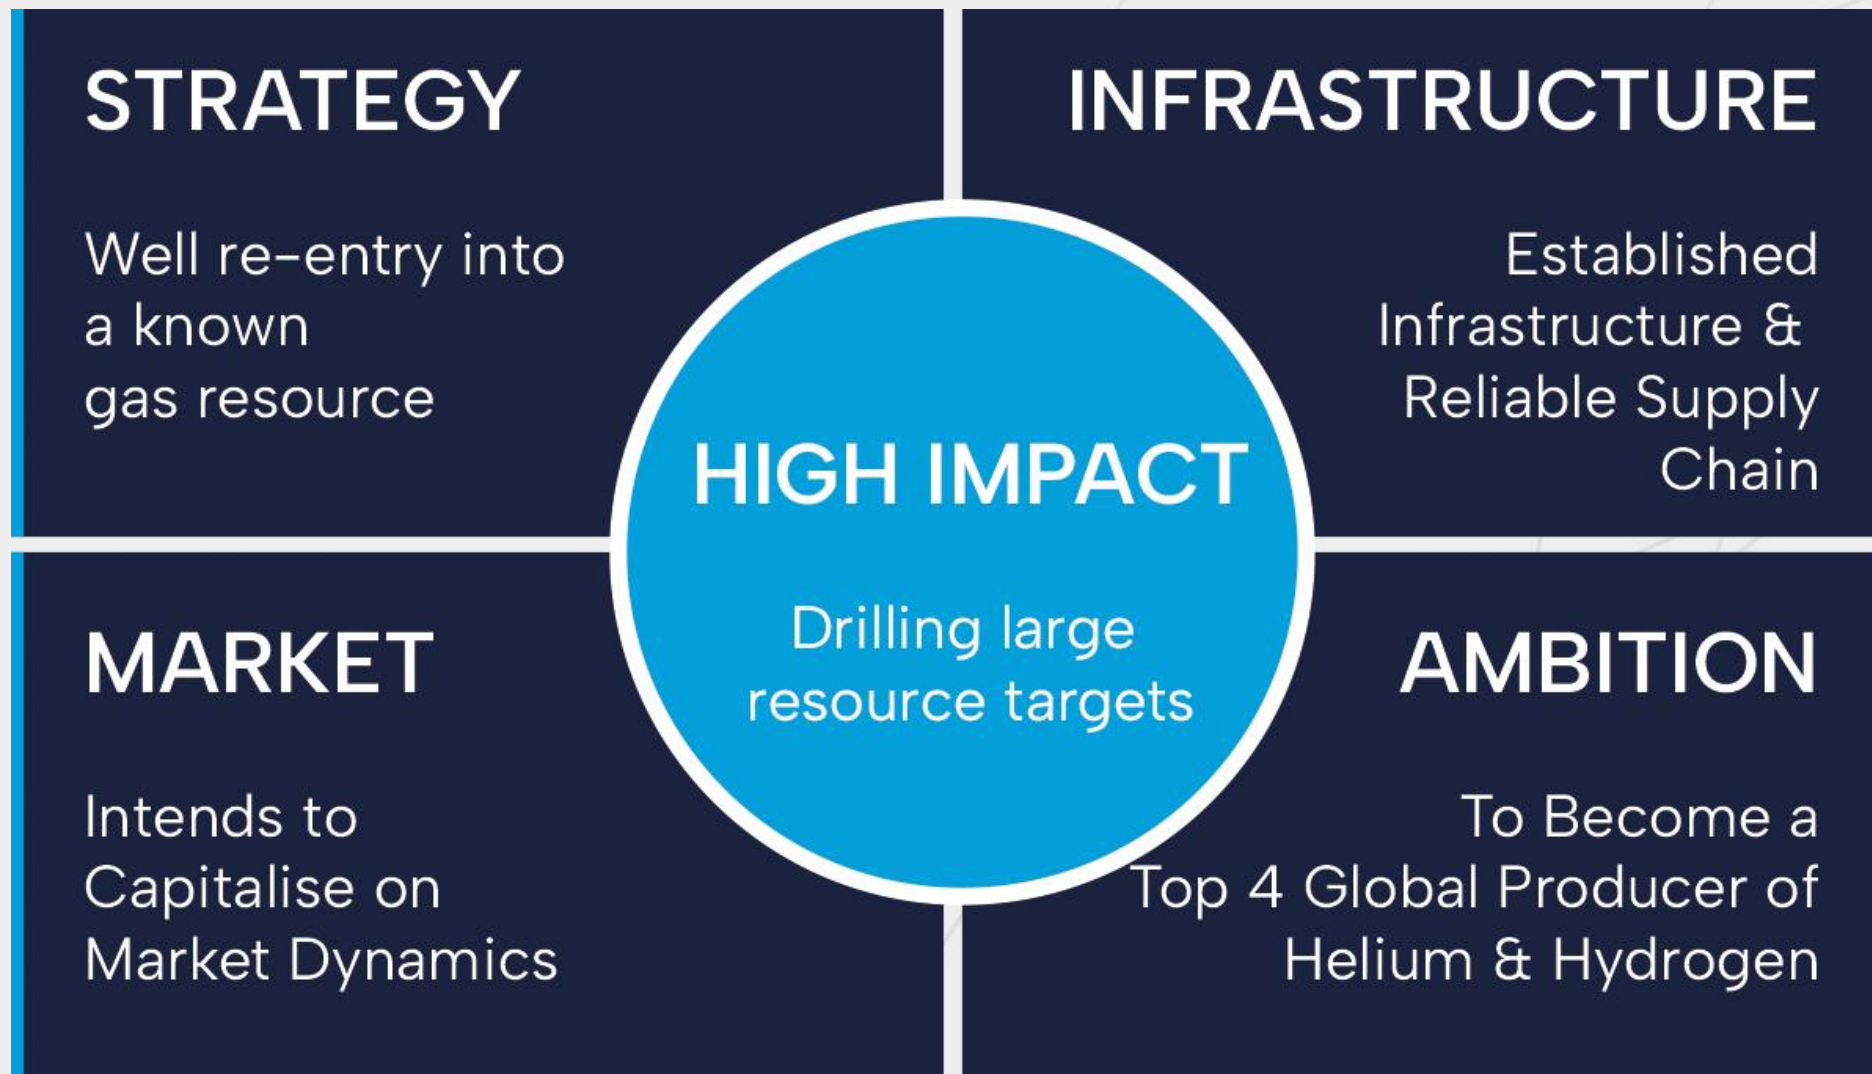 STRATEGY
Well re-entry into
a known
gas resource
INFRASTRUCTURE
Established
Infrastructure &
Reliable Supply
Chain
HIGH IMPACT
Drilling large
resource targets
MARKET
Intends to
Capitalise on
Market Dynamics
AMBITION
To Become a
Top 4 Global Producer of
Helium & Hydrogen